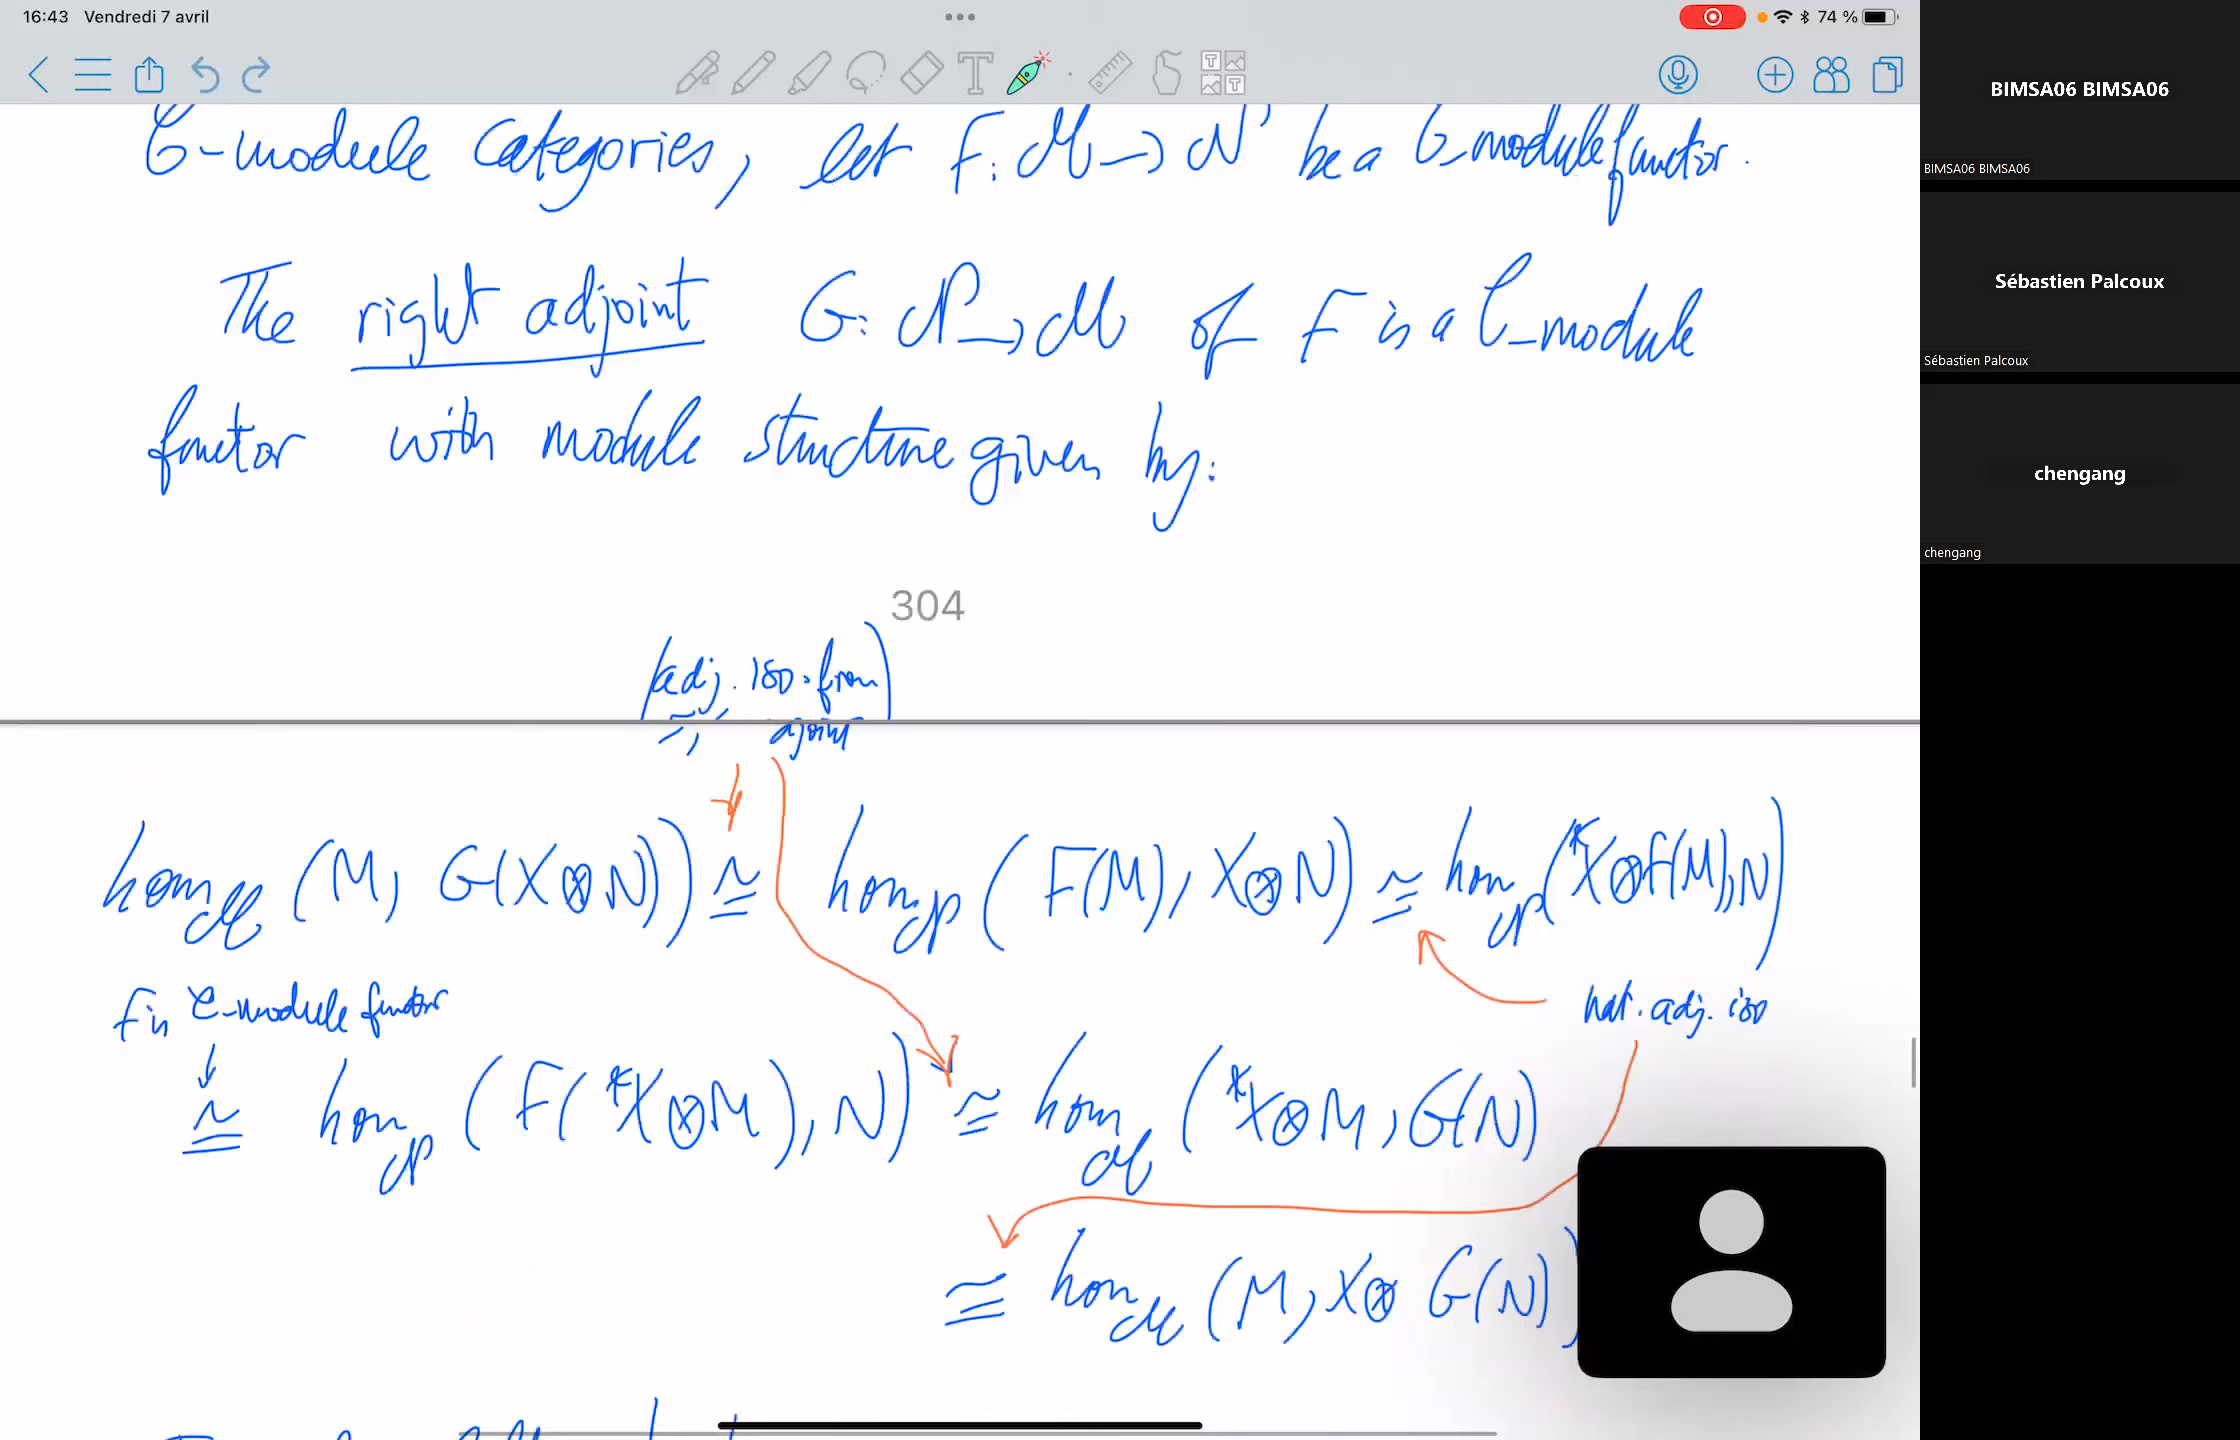 16:43 Vendredi 7 avril
74 %
C-module categories, let F: M → N be a C-module functor.
The right adjoint G: N → M of F is a C-module
functor with module structure given by:
304
(adj. iso. from
≅, again
hom_M (M, G(X⊗N)) ≅ hom_N (F(M), X⊗N) ≅ hom_N (*X⊗F(M), N)
F is C-module functor
nat. adj. iso
≅ hom_N (F(*X⊗M), N) ≅ hom_M (*X⊗M, G(N)
≅ hom_M (M, X⊗G(N))
BIMSA06 BIMSA06
BIMSA06 BIMSA06
Sébastien Palcoux
Sébastien Palcoux
chengang
chengang